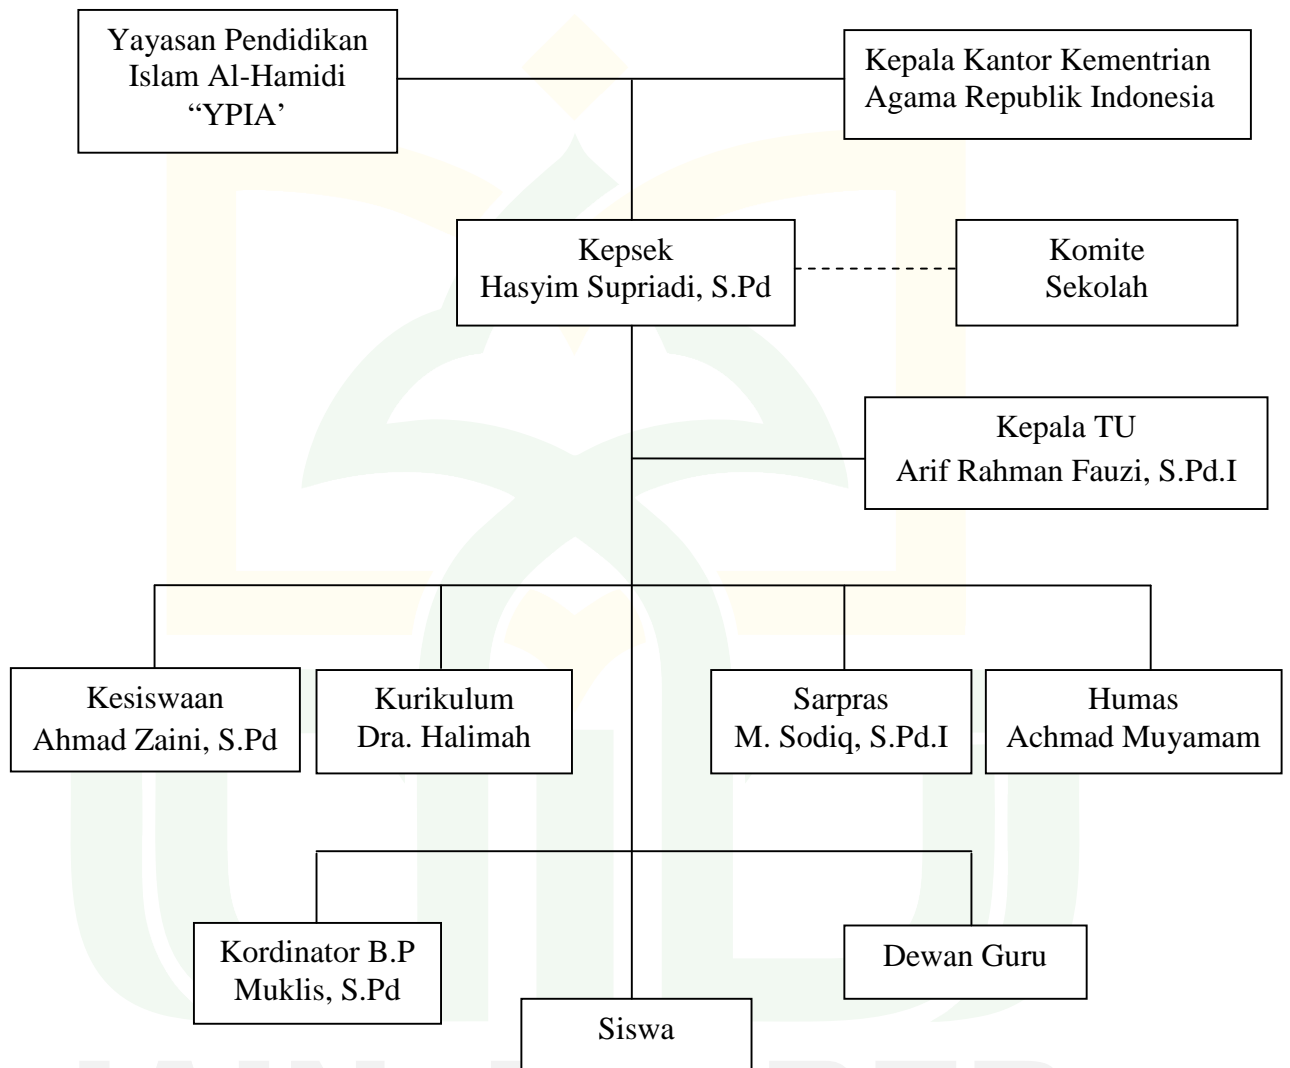 Yayasan Pendidikan
Islam Al-Hamidi
“YPIA’
Kepala Kantor Kementrian
Agama Republik Indonesia
Kepsek
Hasyim Supriadi, S.Pd
Komite
Sekolah
Kepala TU
Arif Rahman Fauzi, S.Pd.I
Kesiswaan
Ahmad Zaini, S.Pd
Kurikulum
Dra. Halimah
Sarpras
M. Sodiq, S.Pd.I
Humas
Achmad Muyamam
Kordinator B.P
Muklis, S.Pd
Dewan Guru
Siswa